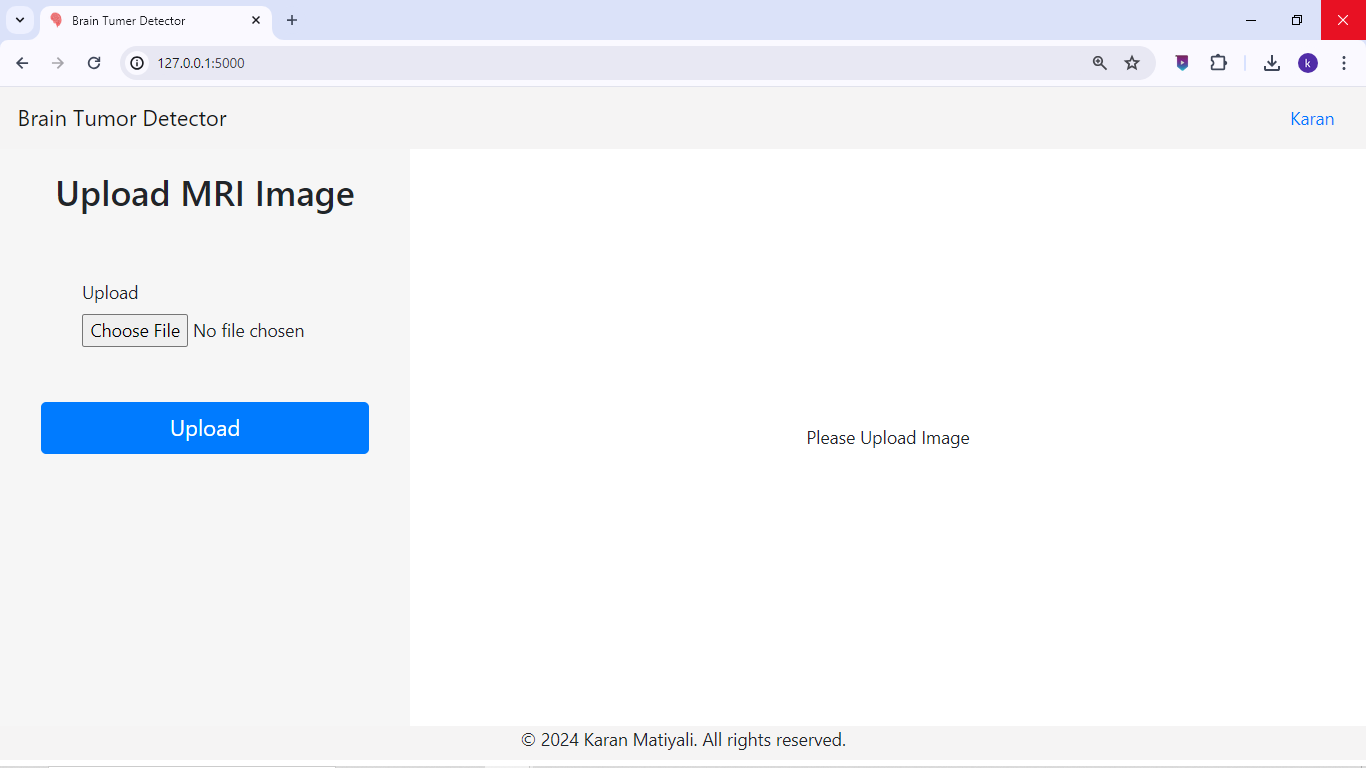 Brain Tumer Detector
127.0.0.1:5000
k
Brain Tumor Detector
Karan
Upload MRI Image
Upload
Choose File No file chosen
Upload
Please Upload Image
© 2024 Karan Matiyali. All rights reserved.